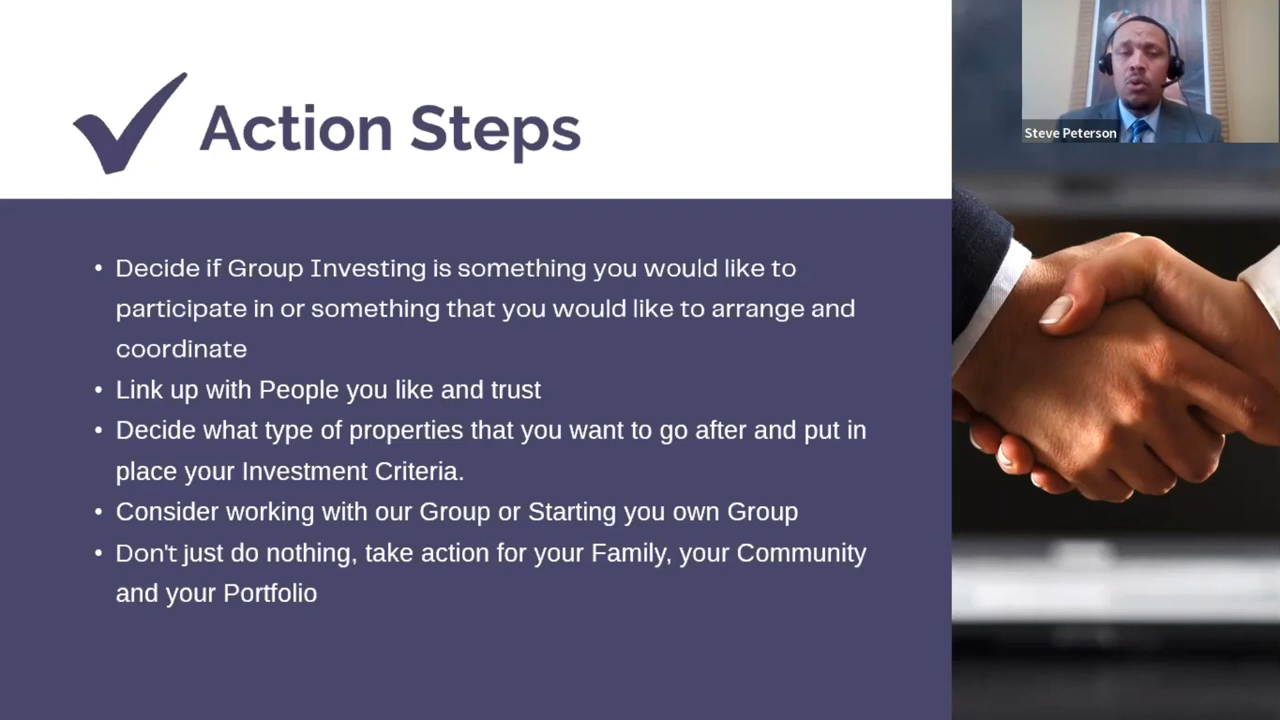 Action Steps
Steve Peterson
• Decide if Group Investing is something you would like to
participate in or something that you would like to arrange and
coordinate
• Link up with People you like and trust
• Decide what type of properties that you want to go after and put in
place your Investment Criteria.
• Consider working with our Group or Starting you own Group
• Don't just do nothing, take action for your Family, your Community
and your Portfolio